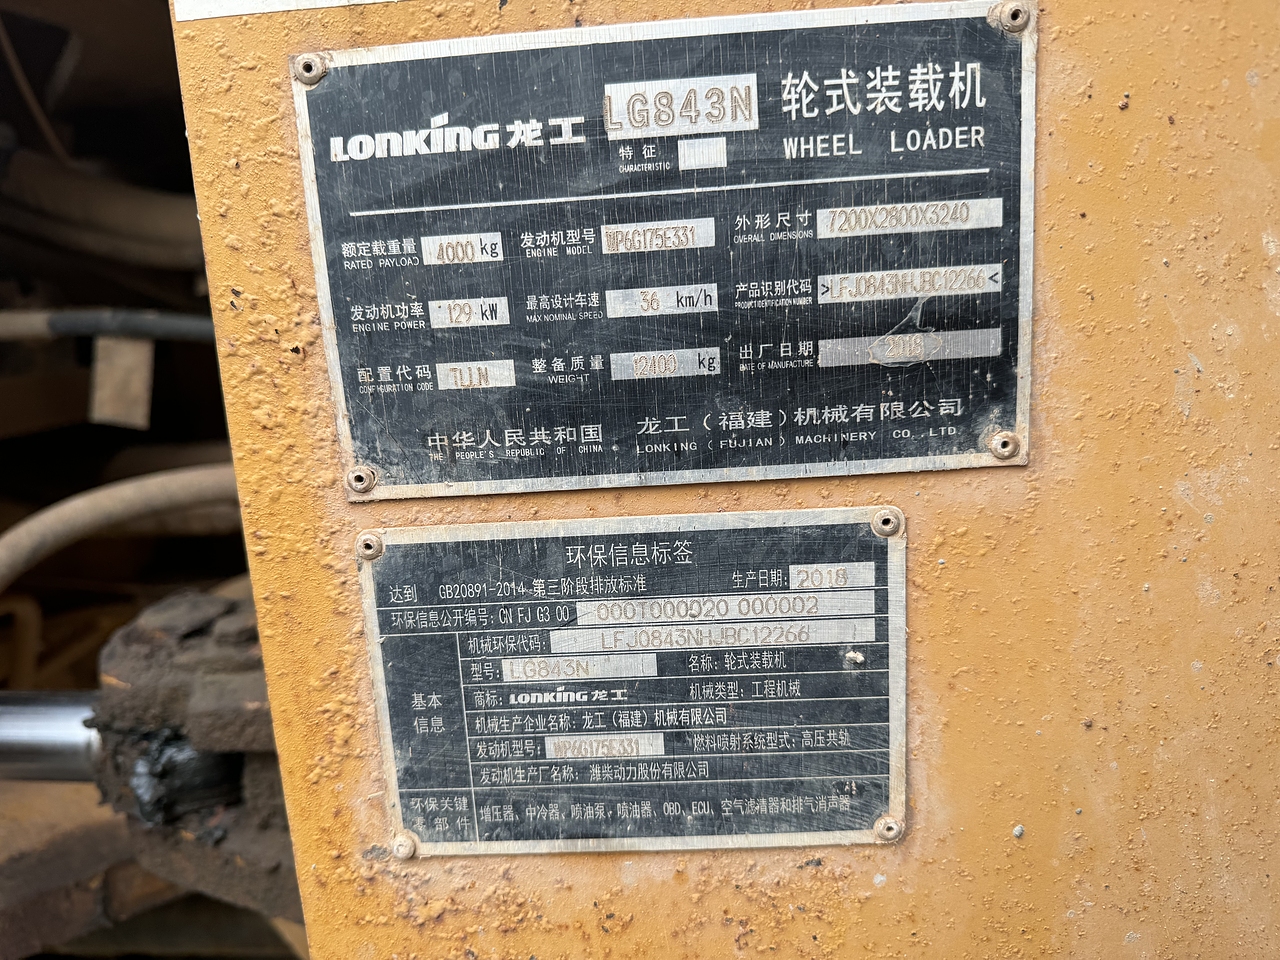 LONKING 龙工 LG843N 轮式装载机
特征
CHARACTERISTIC
WHEEL LOADER
额定载重量 4000 kg 发动机型号 WP6G175E331 外形尺寸 7200X2800X3240
RATED PAYLOAD ENGINE MODEL OVERALL DIMENSIONS
发动机功率 129 kW 最高设计车速 36 km/h 产品识别代码 >LFJ0843NHJBC12266<
ENGINE POWER MAX NOMINAL SPEED PRODUCT IDENTIFICATION NUMBER
配置代码 TLLN 整备质量 12400 kg 出厂日期 2018
CONFIGURATION CODE WEIGHT DATE OF MANUFACTURE
中华人民共和国 龙工（福建）机械有限公司
THE PEOPLE'S REPUBLIC OF CHINA LONKING (FUJIAN) MACHINERY CO.,LTD.
环保信息标签
达到 GB20891-2014 第三阶段排放标准 生产日期: 2018
环保信息公开编号: CN FJ G3 00 000T000020 000002
基本信息
机械环保代码: LFJ0843NHJBC12266
型号: LG843N 名称: 轮式装载机
商标: LONKING 龙工 机械类型: 工程机械
机械生产企业名称: 龙工（福建）机械有限公司
发动机型号: WP6G175E331 燃料喷射系统型式: 高压共轨
发动机生产厂名称: 潍柴动力股份有限公司
环保关键零部件 增压器、中冷器、喷油泵、喷油器、OBD、ECU、空气滤清器和排气消声器